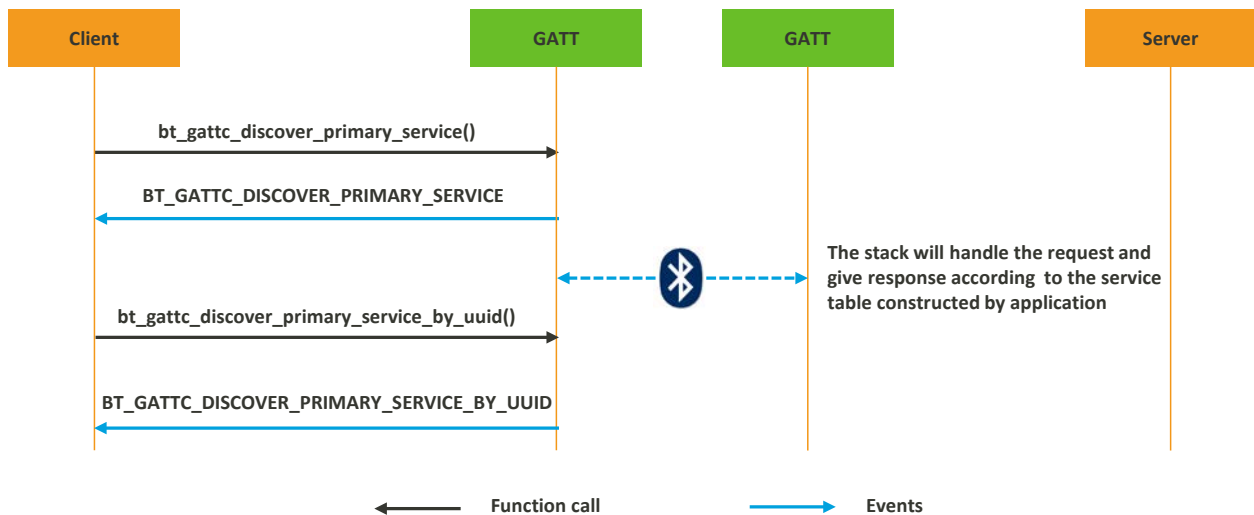 Client
GATT
GATT
Server
bt_gattc_discover_primary_service()
BT_GATTC_DISCOVER_PRIMARY_SERVICE
The stack will handle the request and
give response according to the service
table constructed by application
bt_gattc_discover_primary_service_by_uuid()
BT_GATTC_DISCOVER_PRIMARY_SERVICE_BY_UUID
Function call
Events